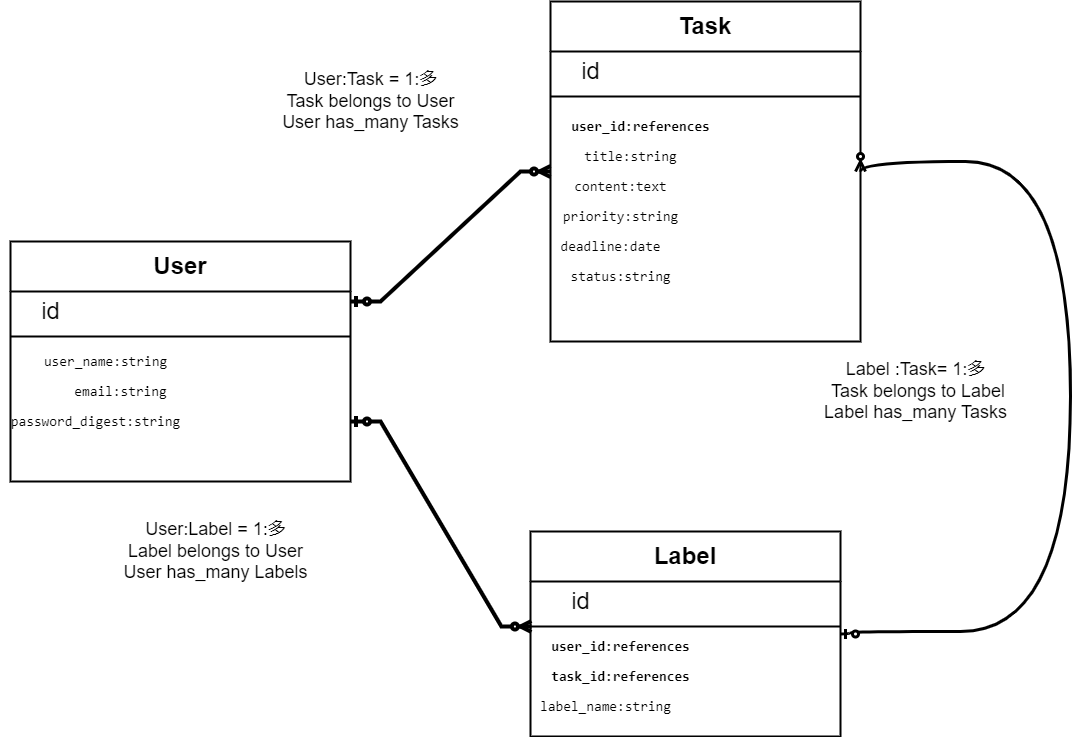 Task
id
user_id:references
title:string
content:text
priority:string
deadline:date
status:string
User:Task = 1:多
Task belongs to User
User has_many Tasks
User
id
user_name:string
email:string
password_digest:string
Label :Task= 1:多
Task belongs to Label
Label has_many Tasks
User:Label = 1:多
Label belongs to User
User has_many Labels
Label
id
user_id:references
task_id:references
label_name:string